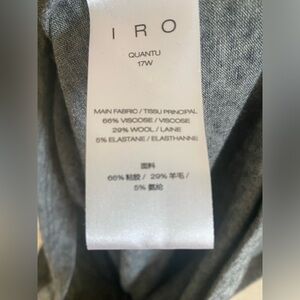 IRO
QUANTU
17W
MAIN FABRIC / TISSU PRINCIPAL
66% VISCOSE / VISCOSE
29% WOOL / LAINE
5% ELASTANE / ELASTHANNE
面料
66% 粘胶 / 29% 羊毛 /
5% 氨纶